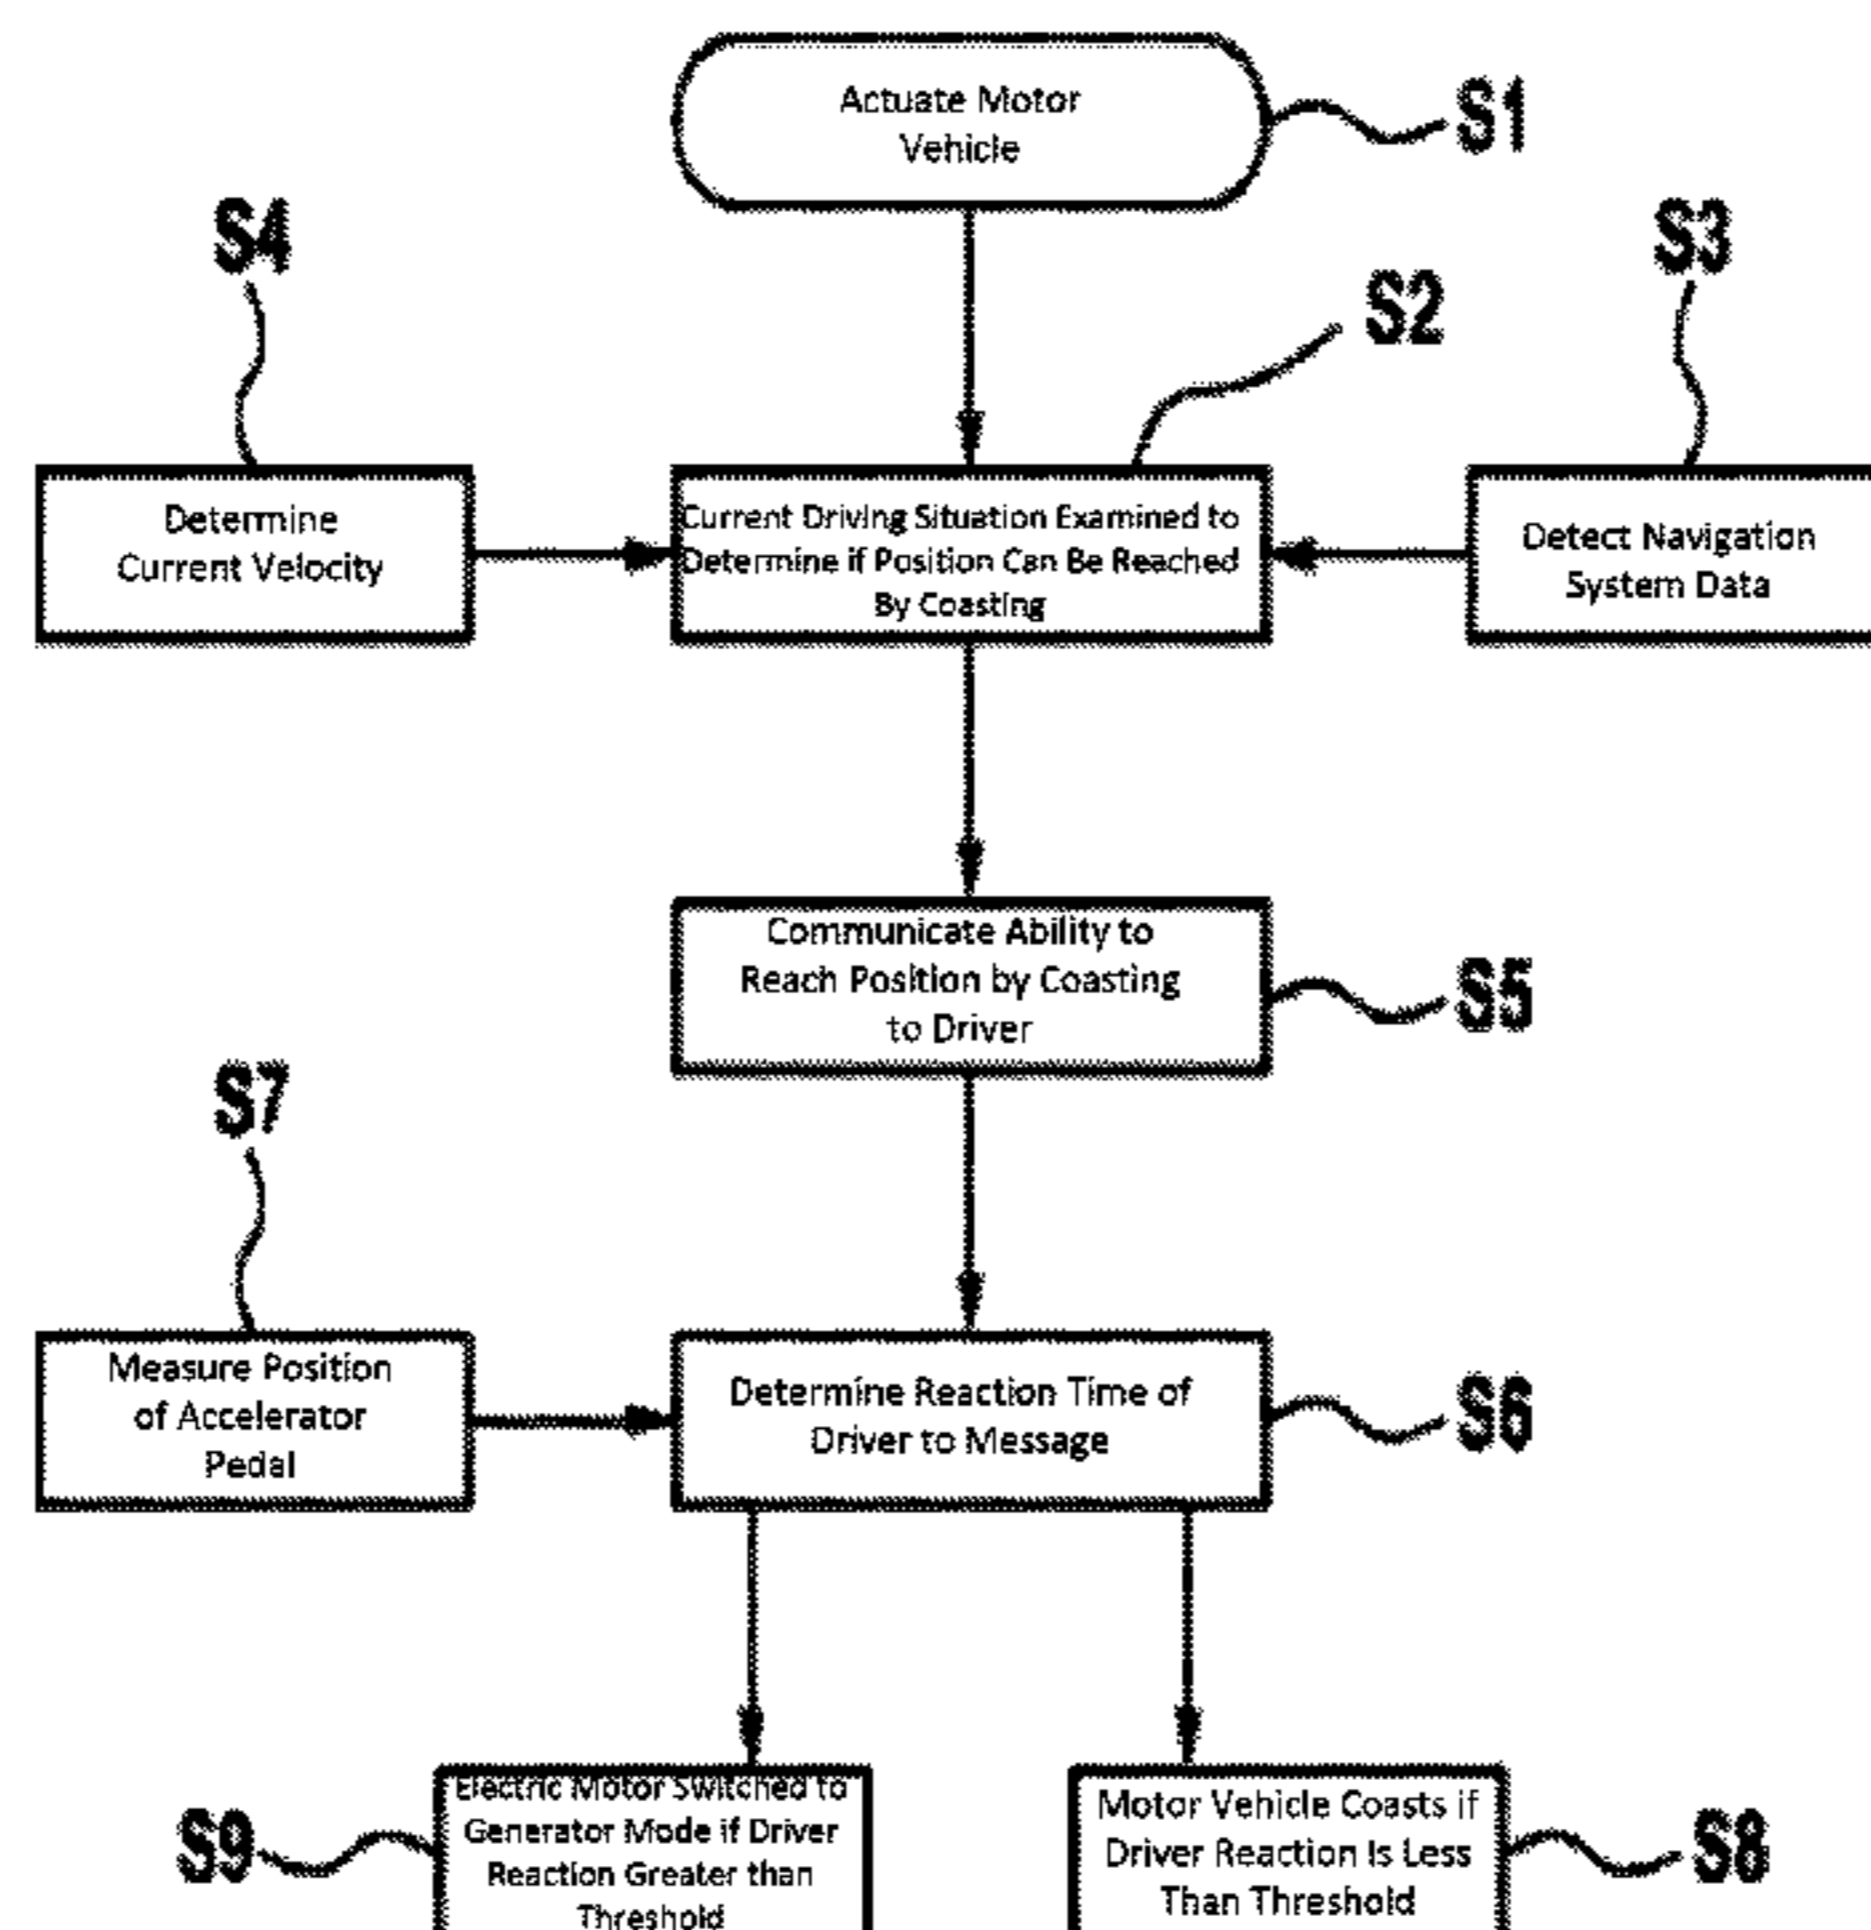 Actuate Motor
Vehicle
S1
S4
S3
S2
Determine
Current Velocity
Current Driving Situation Examined to
Determine if Position Can Be Reached
By Coasting
Detect Navigation
System Data
Communicate Ability to
Reach Position by Coasting
to Driver
S5
S7
Measure Position
of Accelerator
Pedal
Determine Reaction Time of
Driver to Message
S6
S9
Electric Motor Switched to
Generator Mode if Driver
Reaction Greater than
Threshold
Motor Vehicle Coasts if
Driver Reaction Is Less
Than Threshold
S8